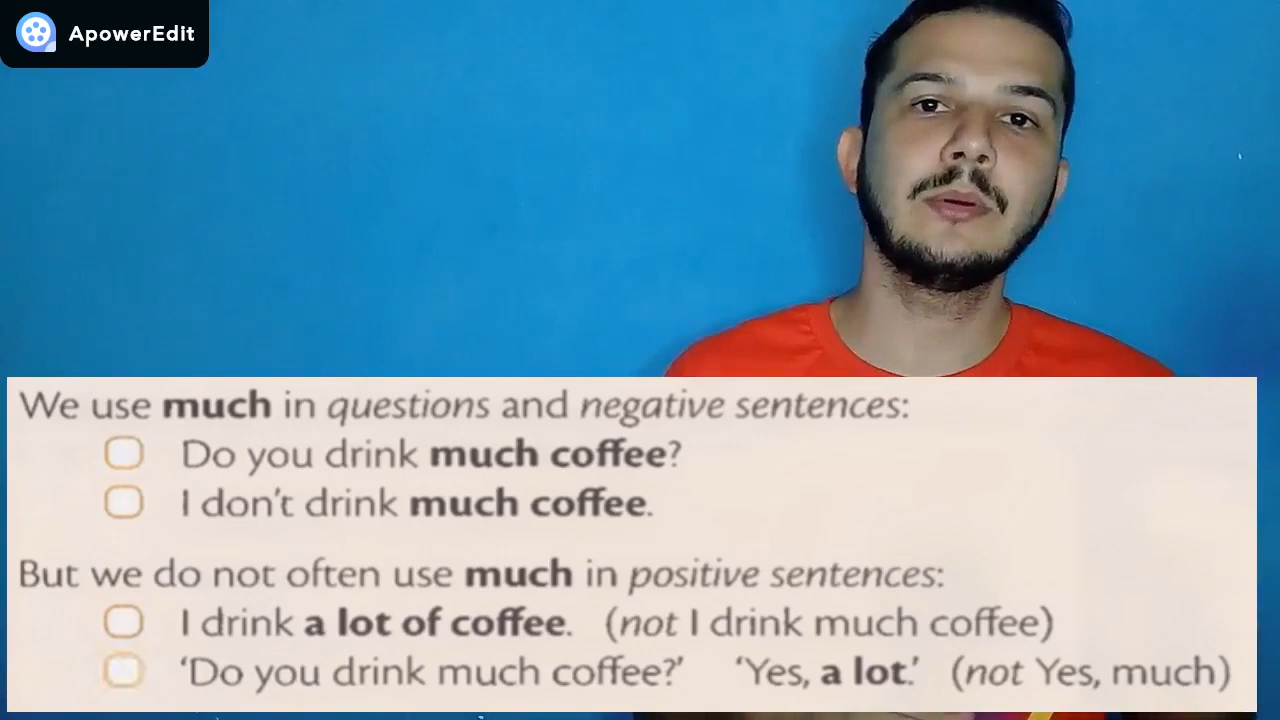 ApowerEdit
We use much in questions and negative sentences:
Do you drink much coffee?
I don't drink much coffee.
But we do not often use much in positive sentences:
I drink a lot of coffee. (not I drink much coffee)
'Do you drink much coffee?' 'Yes, a lot.' (not Yes, much)